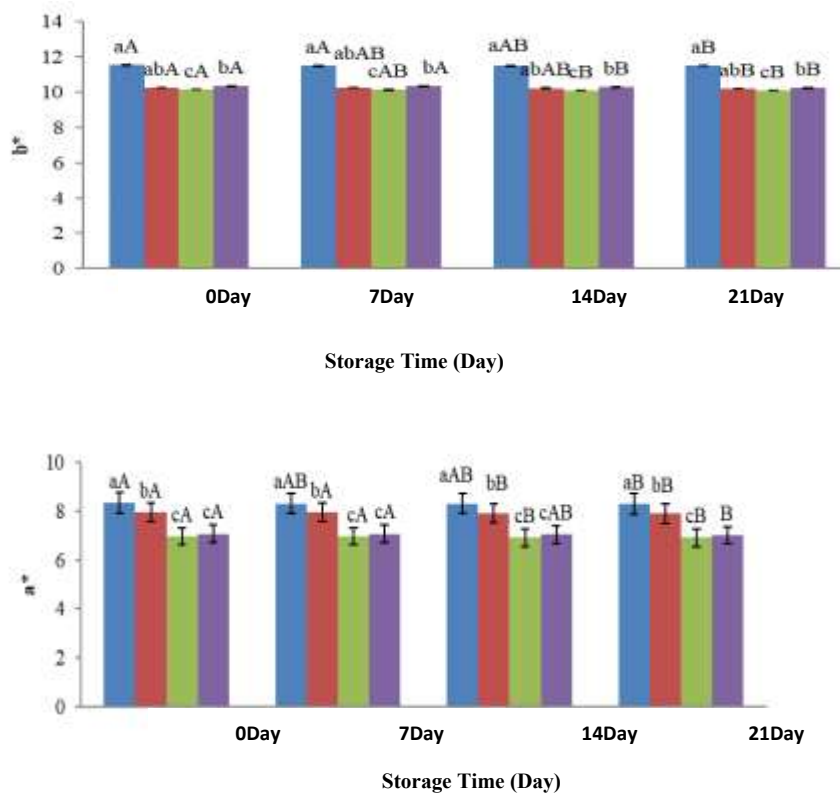 14
12
10
8
6
4
2
0
b*
aA abA cA bA
aA abAB cAB bA
aAB abAB cB bB
aB abB cB bB
0Day 7Day 14Day 21Day
Storage Time (Day)
10
8
6
4
2
0
a*
aA bA cA cA
aAB bA cA cA
aAB bB cB cAB
aB bB cB B
0Day 7Day 14Day 21Day
Storage Time (Day)